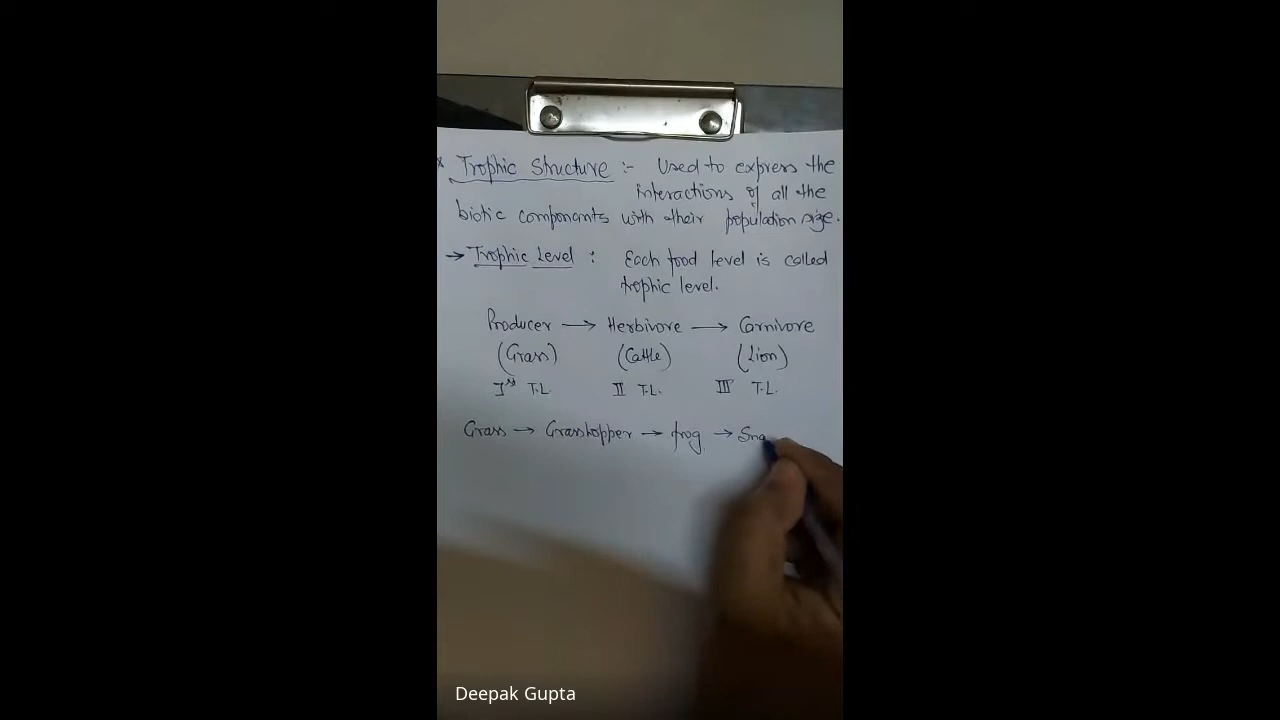 * Trophic Structure :- Used to express the
interactions of all the
biotic componants with their population size.
→ Trophic Level : Each food level is called
trophic level.
Producer → Herbivore → Carnivore
(Grass) (Cattle) (Lion)
Ist T.L. II T.L. III T.L.
Grass → Grasshopper → frog → Sna
Deepak Gupta